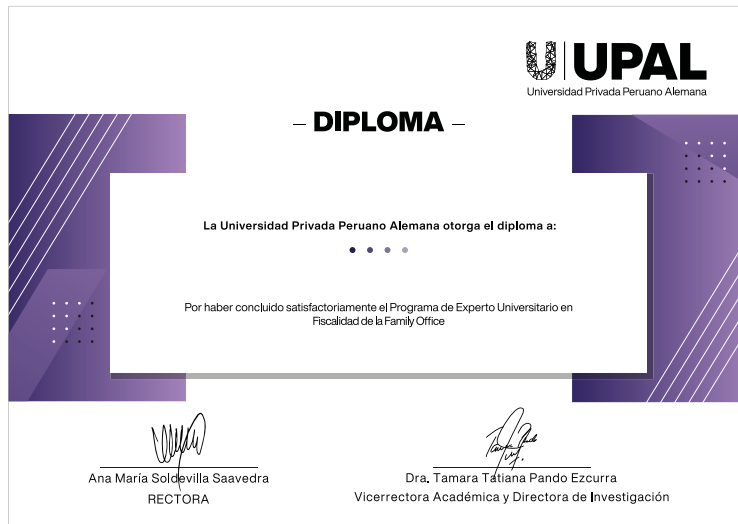 UPAL
Universidad Privada Peruano Alemana
– DIPLOMA –
La Universidad Privada Peruano Alemana otorga el diploma a:
Por haber concluido satisfactoriamente el Programa de Experto Universitario en
Fiscalidad de la Family Office
Ana María Soldevilla Saavedra
RECTORA
Dra. Tamara Tatiana Pando Ezcurra
Vicerrectora Académica y Directora de Investigación